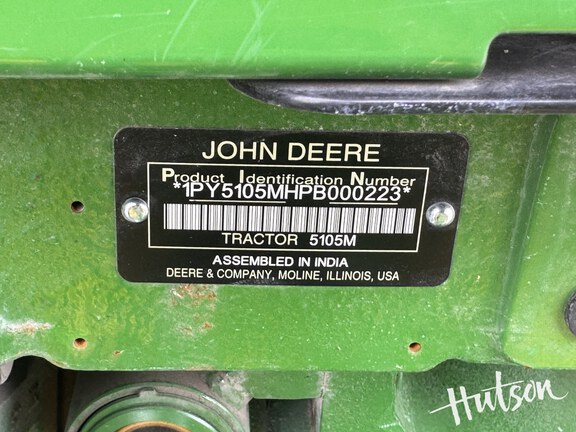 JOHN DEERE
Product Identification Number
*1PY5105MHPB000223*
TRACTOR 5105M
ASSEMBLED IN INDIA
DEERE & COMPANY, MOLINE, ILLINOIS, USA
Hutson